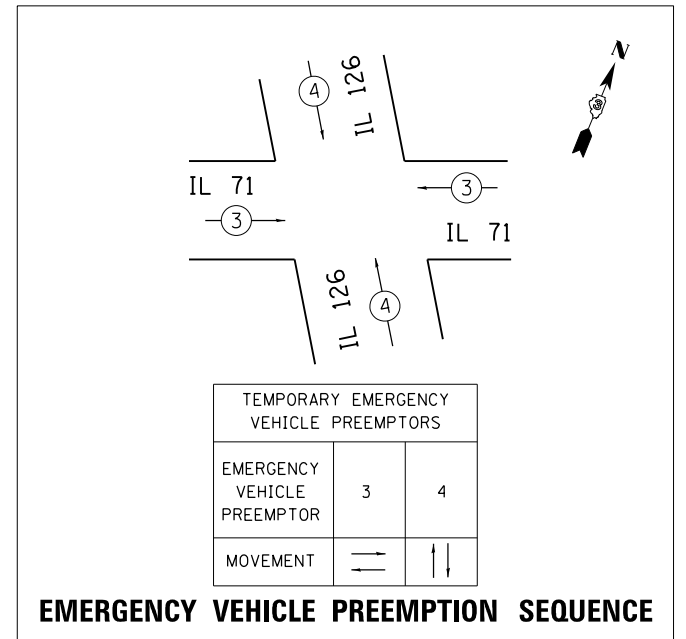 N
3
4
IL 126
IL 71
3
3
IL 71
IL 126
4
TEMPORARY EMERGENCY
VEHICLE PREEMPTORS
EMERGENCY
VEHICLE
PREEMPTOR
3
4
MOVEMENT
EMERGENCY VEHICLE PREEMPTION SEQUENCE